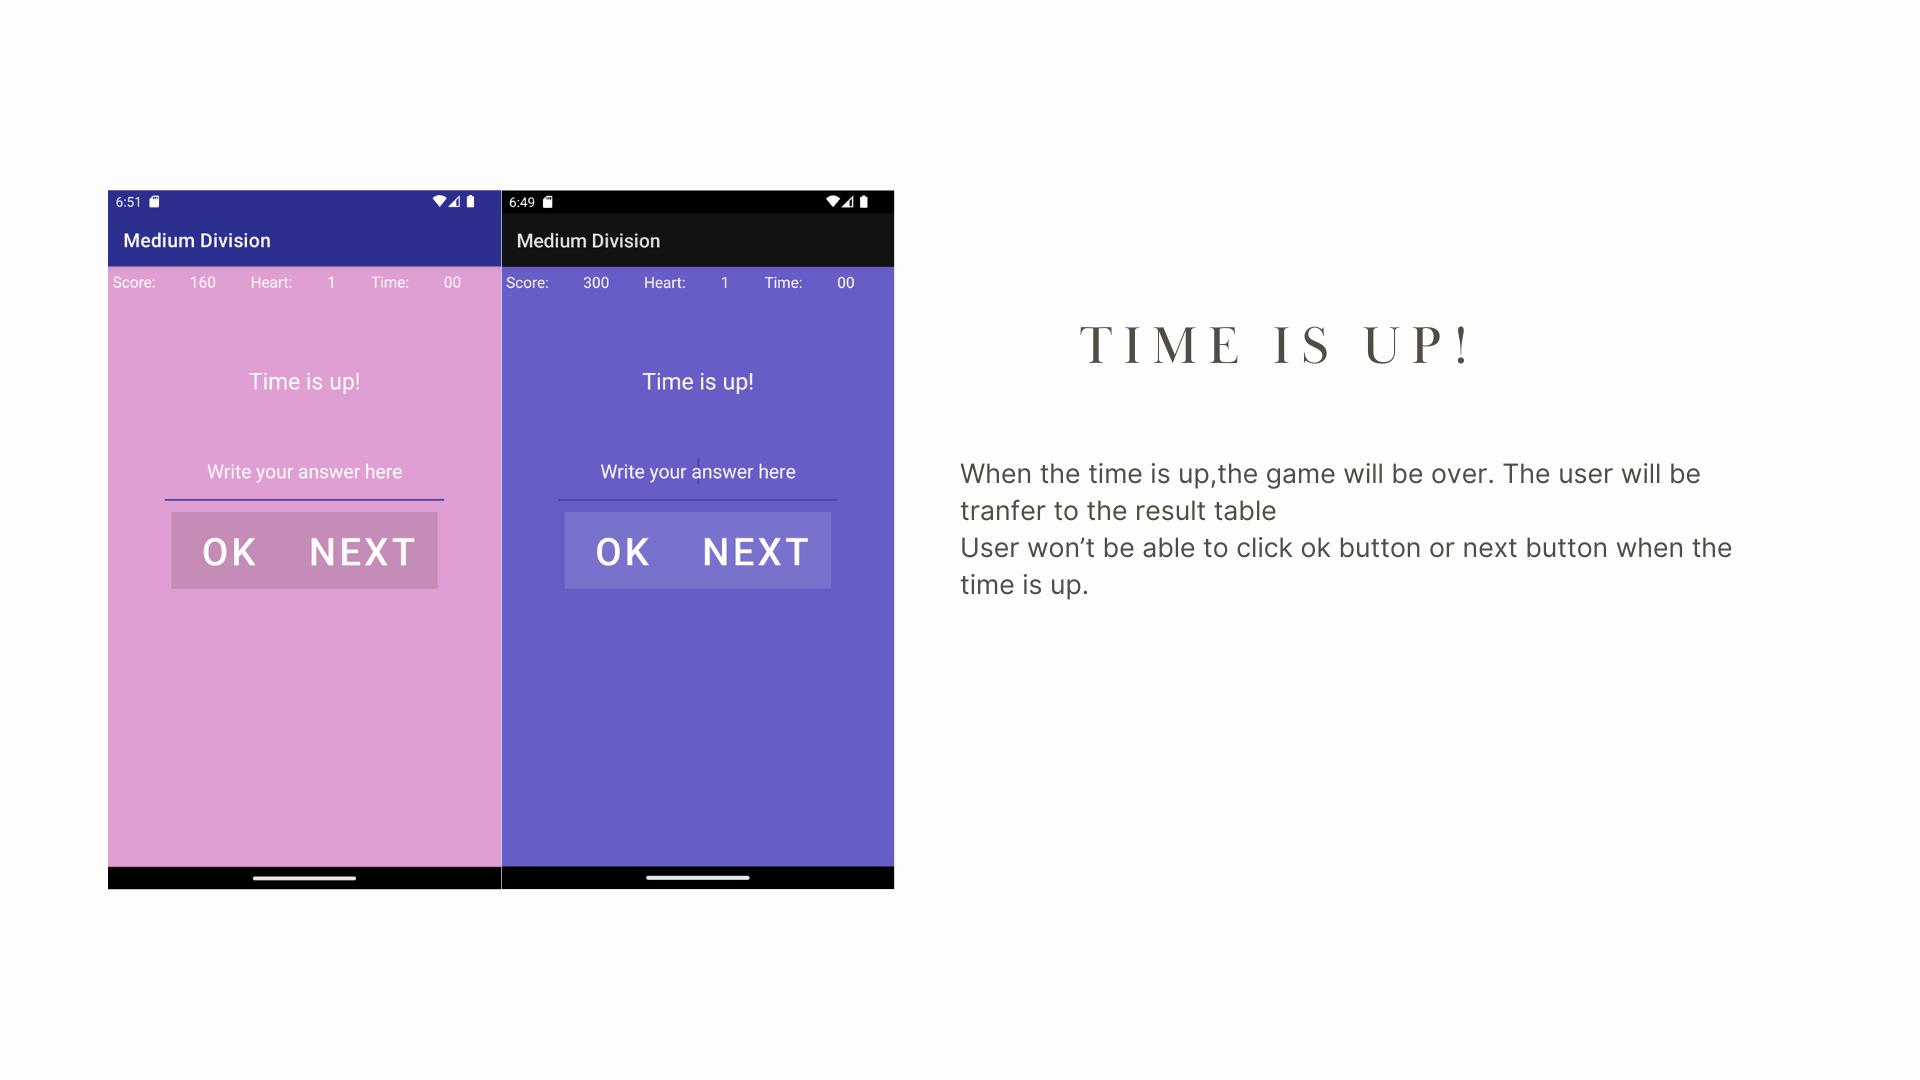 6:51
Medium Division
Score: 160 Heart: 1 Time: 00
Time is up!
Write your answer here
OK NEXT
6:49
Medium Division
Score: 300 Heart: 1 Time: 00
Time is up!
Write your answer here
OK NEXT
TIME IS UP!
When the time is up,the game will be over. The user will be
tranfer to the result table
User won’t be able to click ok button or next button when the
time is up.